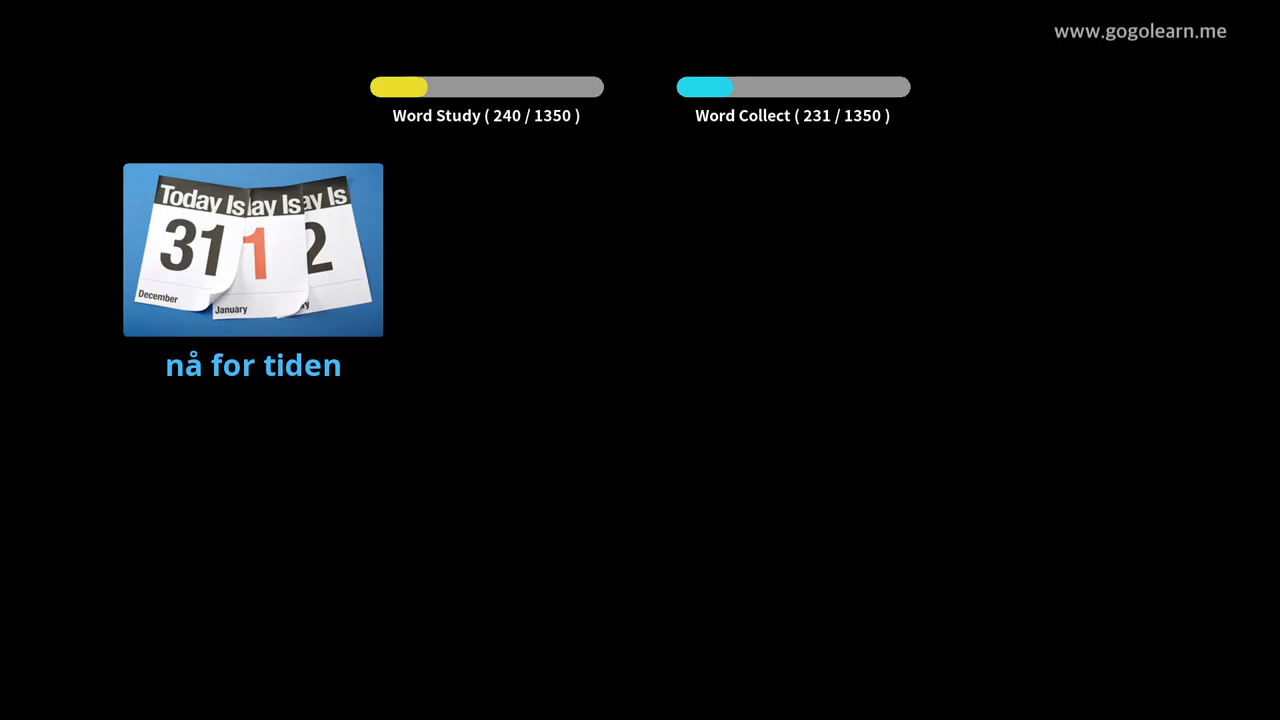 www.gogolearn.me
Word Study ( 240 / 1350 )
Word Collect ( 231 / 1350 )
Today Is
ay Is
ay Is
31
1
2
December
January
ry
nå for tiden